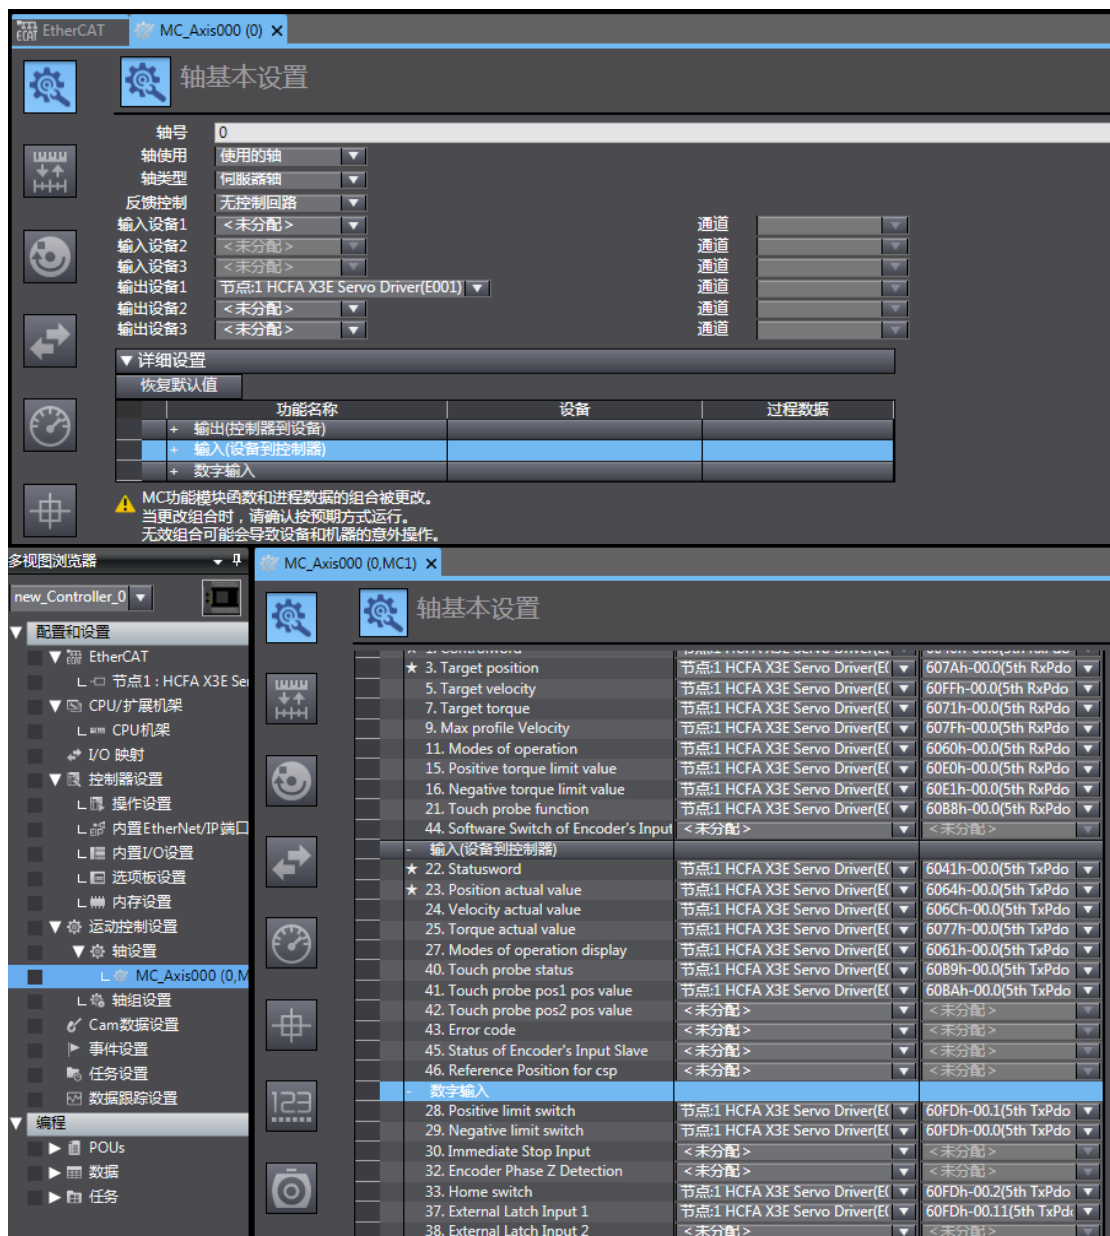 EtherCAT MC_Axis000 (0)
轴基本设置
轴号 0
轴使用 使用的轴
轴类型 伺服器轴
反馈控制 无控制回路
输入设备1 <未分配> 通道
输入设备2 <未分配> 通道
输入设备3 <未分配> 通道
输出设备1 节点:1 HCFA X3E Servo Driver(E001) 通道
输出设备2 <未分配> 通道
输出设备3 <未分配> 通道
详细设置
恢复默认值
功能名称 设备 过程数据
+ 输出(控制器到设备)
+ 输入(设备到控制器)
+ 数字输入
MC功能模块函数和进程数据的组合被更改。
当更改组合时，请确认按预期方式运行。
无效组合可能会导致设备和机器的意外操作。
多视图浏览器
new_Controller_0
配置和设置
EtherCAT
节点1 : HCFA X3E Se
CPU/扩展机架
CPU机架
I/O 映射
控制器设置
操作设置
内置EtherNet/IP端口
内置I/O设置
选项板设置
内存设置
运动控制设置
轴设置
MC_Axis000 (0,M
轴组设置
Cam数据设置
事件设置
任务设置
数据跟踪设置
编程
POUs
数据
任务
MC_Axis000 (0,MC1)
轴基本设置
★ 3. Target position 节点:1 HCFA X3E Servo Driver(E( 607Ah-00.0(5th RxPdo
5. Target velocity 节点:1 HCFA X3E Servo Driver(E( 60FFh-00.0(5th RxPdo
7. Target torque 节点:1 HCFA X3E Servo Driver(E( 6071h-00.0(5th RxPdo
9. Max profile Velocity 节点:1 HCFA X3E Servo Driver(E( 607Fh-00.0(5th RxPdo
11. Modes of operation 节点:1 HCFA X3E Servo Driver(E( 6060h-00.0(5th RxPdo
15. Positive torque limit value 节点:1 HCFA X3E Servo Driver(E( 60E0h-00.0(5th RxPdo
16. Negative torque limit value 节点:1 HCFA X3E Servo Driver(E( 60E1h-00.0(5th RxPdo
21. Touch probe function 节点:1 HCFA X3E Servo Driver(E( 60B8h-00.0(5th RxPdo
44. Software Switch of Encoder's Input <未分配> <未分配>
- 输入(设备到控制器)
★ 22. Statusword 节点:1 HCFA X3E Servo Driver(E( 6041h-00.0(5th TxPdo
★ 23. Position actual value 节点:1 HCFA X3E Servo Driver(E( 6064h-00.0(5th TxPdo
24. Velocity actual value 节点:1 HCFA X3E Servo Driver(E( 606Ch-00.0(5th TxPdo
25. Torque actual value 节点:1 HCFA X3E Servo Driver(E( 6077h-00.0(5th TxPdo
27. Modes of operation display 节点:1 HCFA X3E Servo Driver(E( 6061h-00.0(5th TxPdo
40. Touch probe status 节点:1 HCFA X3E Servo Driver(E( 60B9h-00.0(5th TxPdo
41. Touch probe pos1 pos value 节点:1 HCFA X3E Servo Driver(E( 60BAh-00.0(5th TxPdo
42. Touch probe pos2 pos value <未分配> <未分配>
43. Error code <未分配> <未分配>
45. Status of Encoder's Input Slave <未分配> <未分配>
46. Reference Position for csp <未分配> <未分配>
- 数字输入
28. Positive limit switch 节点:1 HCFA X3E Servo Driver(E( 60FDh-00.1(5th TxPdo
29. Negative limit switch 节点:1 HCFA X3E Servo Driver(E( 60FDh-00.0(5th TxPdo
30. Immediate Stop Input <未分配> <未分配>
32. Encoder Phase Z Detection <未分配> <未分配>
33. Home switch 节点:1 HCFA X3E Servo Driver(E( 60FDh-00.2(5th TxPdo
37. External Latch Input 1 节点:1 HCFA X3E Servo Driver(E( 60FDh-00.11(5th TxPd
38. External Latch Input 2 <未分配> <未分配>